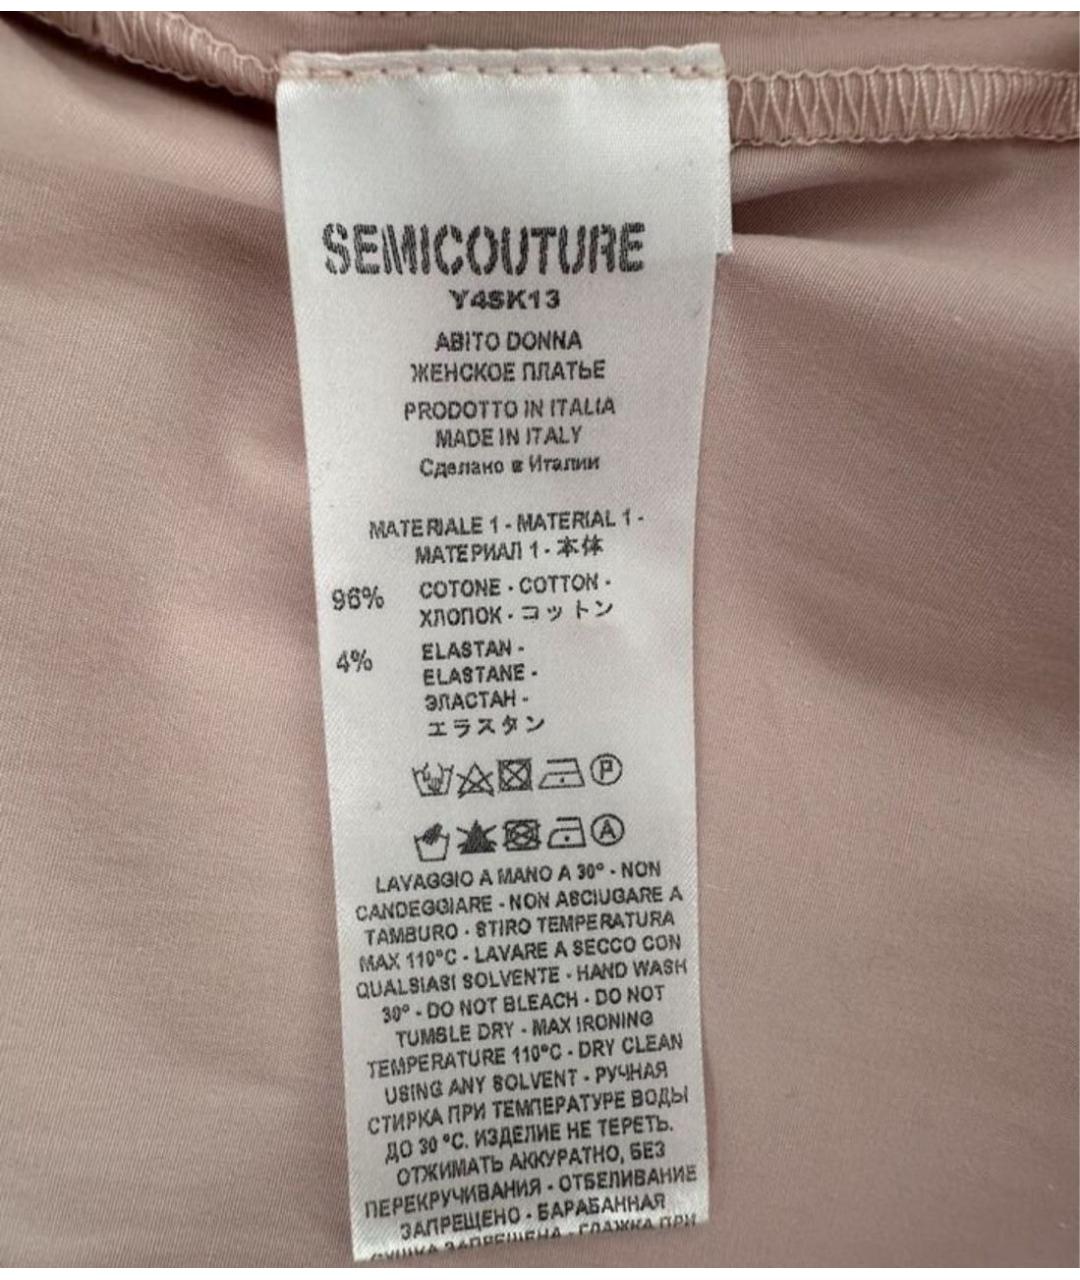 SEMICOUTURE
Y4SK13
ABITO DONNA
ЖЕНСКОЕ ПЛАТЬЕ
PRODOTTO IN ITALIA
MADE IN ITALY
Сделано в Италии
MATERIALE 1 - MATERIAL 1 -
МАТЕРИАЛ 1 - 本体
96% COTONE - COTTON -
ХЛОПОК - コットン
4% ELASTAN -
ELASTANE -
ЭЛАСТАН -
エラスタン
P
A
LAVAGGIO A MANO A 30° - NON
CANDEGGIARE - NON ASCIUGARE A
TAMBURO - STIRO TEMPERATURA
MAX 110°C - LAVARE A SECCO CON
QUALSIASI SOLVENTE - HAND WASH
30° - DO NOT BLEACH - DO NOT
TUMBLE DRY - MAX IRONING
TEMPERATURE 110°C - DRY CLEAN
USING ANY SOLVENT - РУЧНАЯ
СТИРКА ПРИ ТЕМПЕРАТУРЕ ВОДЫ
ДО 30 °C. ИЗДЕЛИЕ НЕ ТЕРЕТЬ.
ОТЖИМАТЬ АККУРАТНО, БЕЗ
ПЕРЕКРУЧИВАНИЯ - ОТБЕЛИВАНИЕ
ЗАПРЕЩЕНО - БАРАБАННАЯ
СУШКА ЗАПРЕЩЕНА - ГЛАЖКА ПРИ